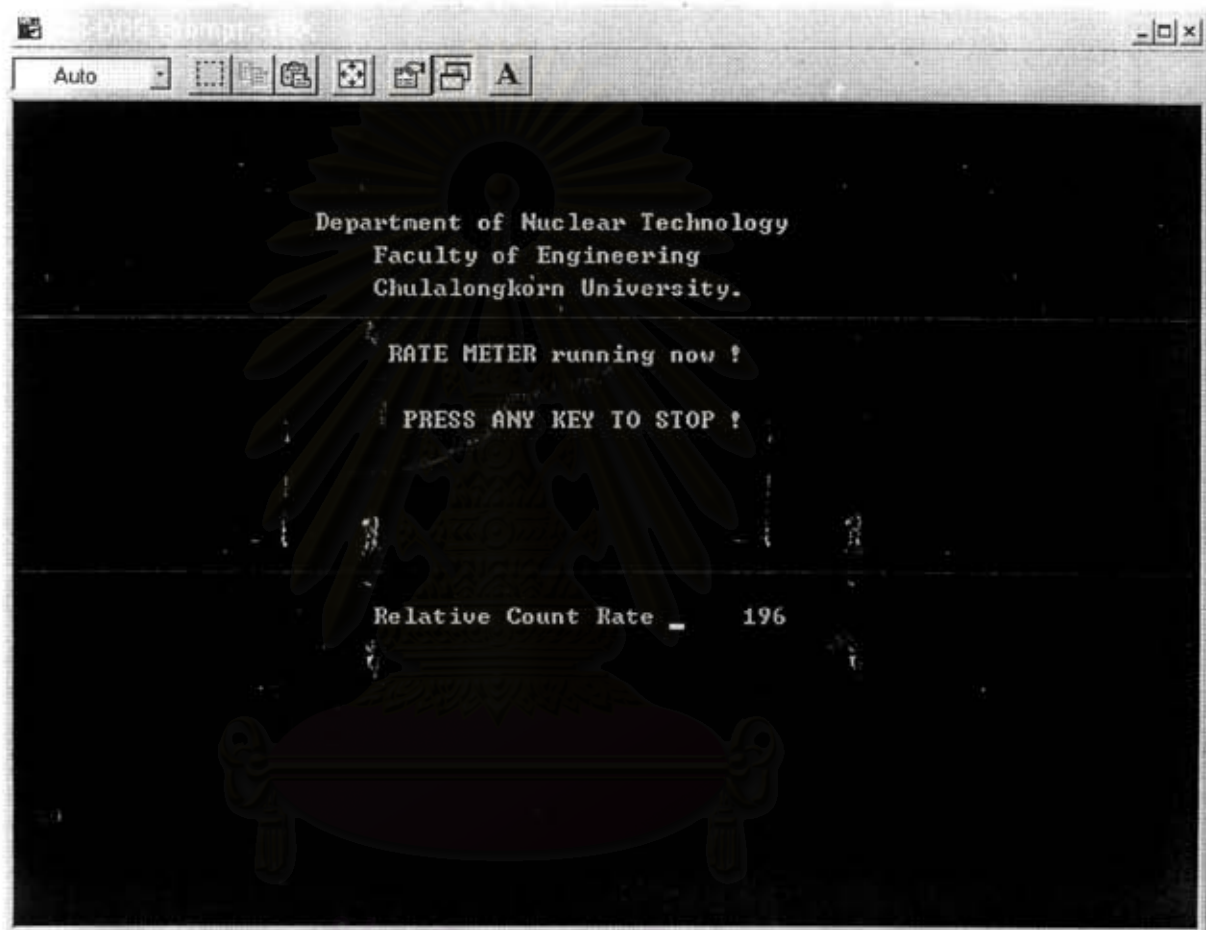 Auto
A
Department of Nuclear Technology
Faculty of Engineering
Chulalongkorn University.
RATE METER running now !
PRESS ANY KEY TO STOP !
Relative Count Rate _ 196